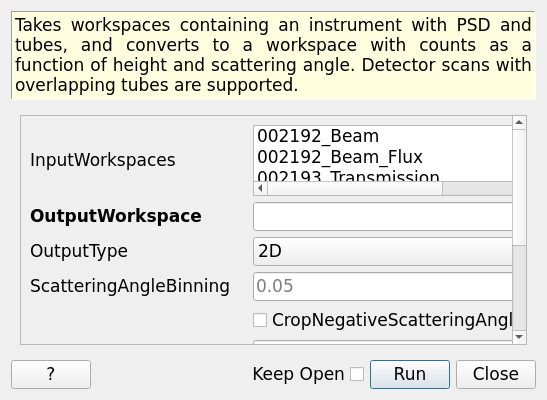 Takes workspaces containing an instrument with PSD and
tubes, and converts to a workspace with counts as a
function of height and scattering angle. Detector scans with
overlapping tubes are supported.
InputWorkspaces
002192_Beam
002192_Beam_Flux
002193_Transmission
OutputWorkspace
OutputType
2D
ScatteringAngleBinning
0.05
CropNegativeScatteringAngl
?
Keep Open
Run
Close